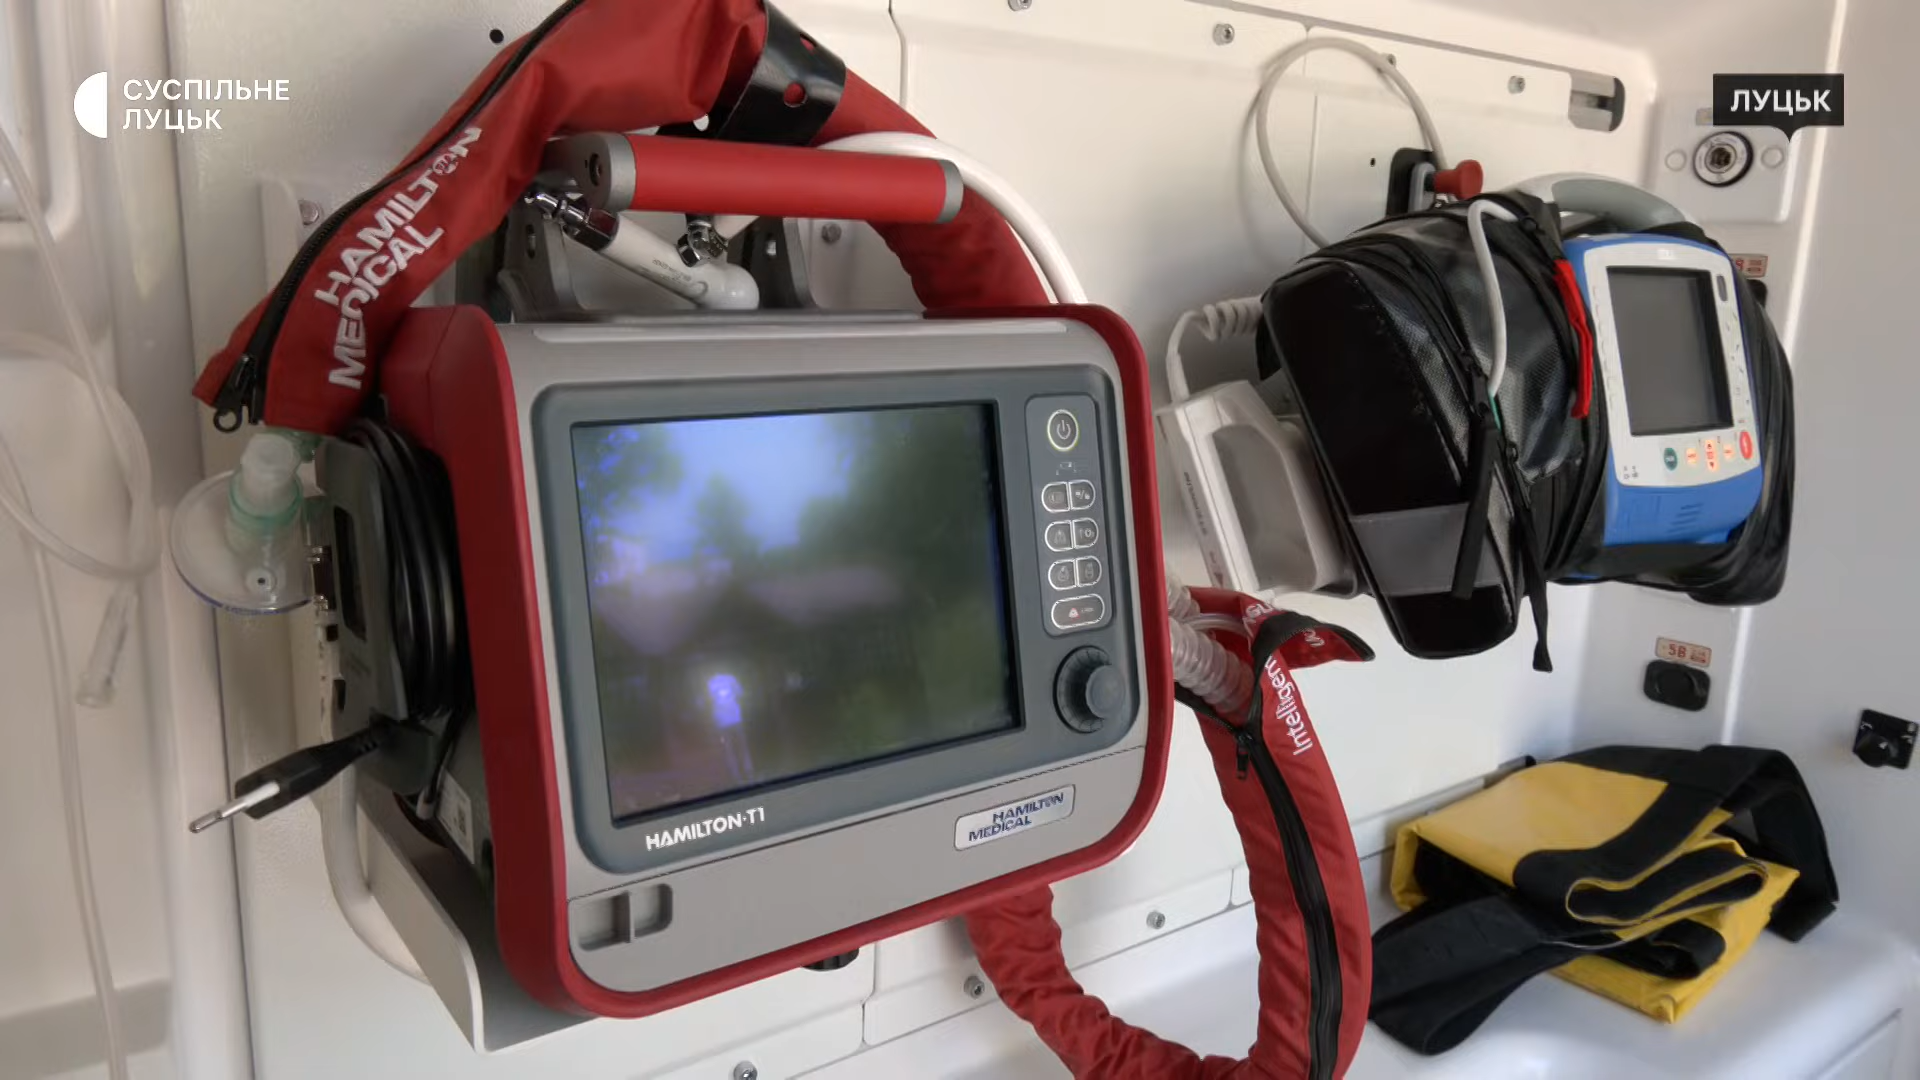 СУСПІЛЬНЕ
ЛУЦЬК
ЛУЦЬК
HAMILTON
MEDICAL
HAMILTON·T1
HAMILTON
MEDICAL
Intelligen